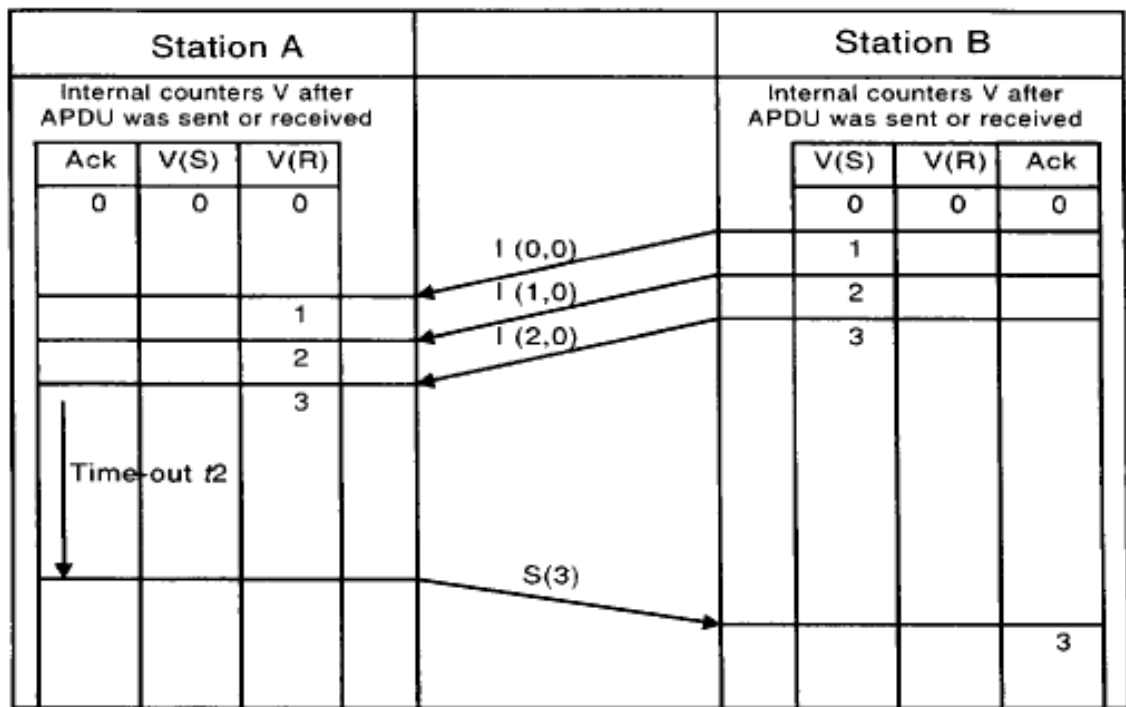 Station A
Station B
Internal counters V after
APDU was sent or received
Internal counters V after
APDU was sent or received
Ack V(S) V(R)
V(S) V(R) Ack
0 0 0
0 0 0
I (0,0)
1
I (1,0)
1
2
I (2,0)
2
3
3
Time-out t2
S(3)
3